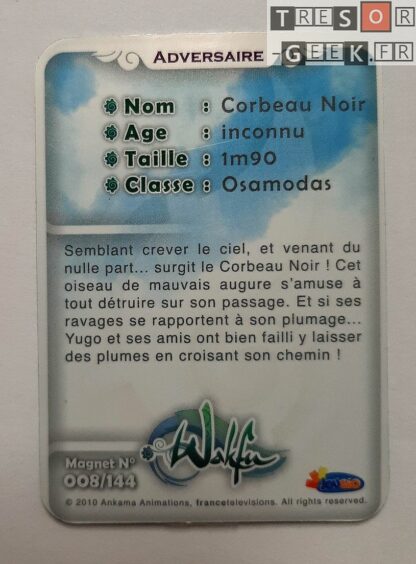 TRESOR
GEEK.FR
ADVERSAIRE
Nom : Corbeau Noir
Age : inconnu
Taille : 1m90
Classe : Osamodas
Semblant crever le ciel, et venant du
nulle part... surgit le Corbeau Noir ! Cet
oiseau de mauvais augure s'amuse à
tout détruire sur son passage. Et si ses
ravages se rapportent à son plumage...
Yugo et ses amis ont bien failli y laisser
des plumes en croisant son chemin !
Wakfu
Magnet N°
008/144
© 2010 Ankama Animations, francetelevisions. All rights reserved.